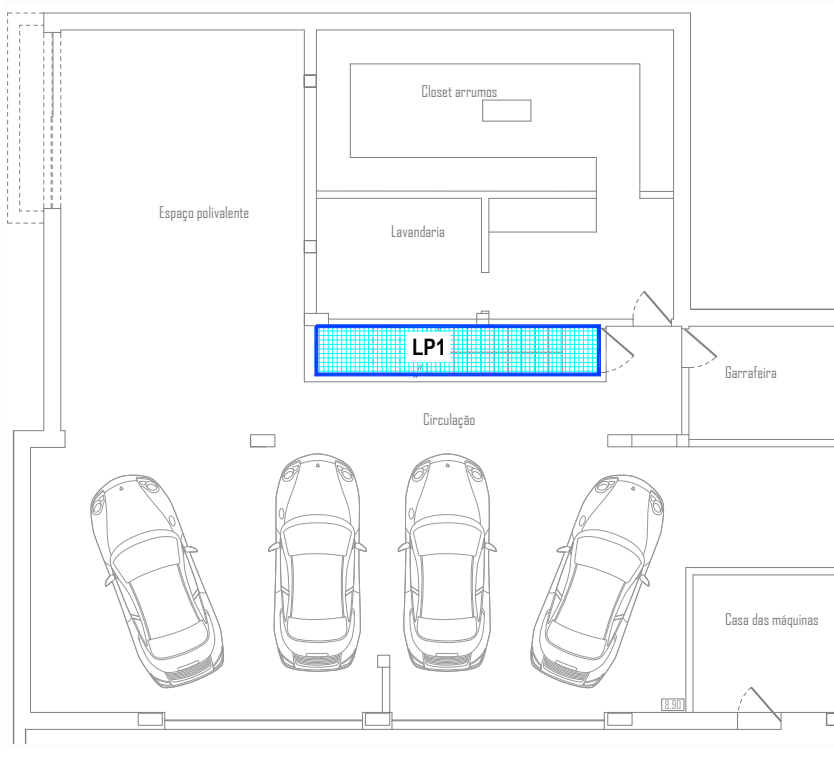 Closet arrumos
Espaço polivalente
Lavandaria
LP1
Garrafeira
Circulação
Casa das máquinas
8.90